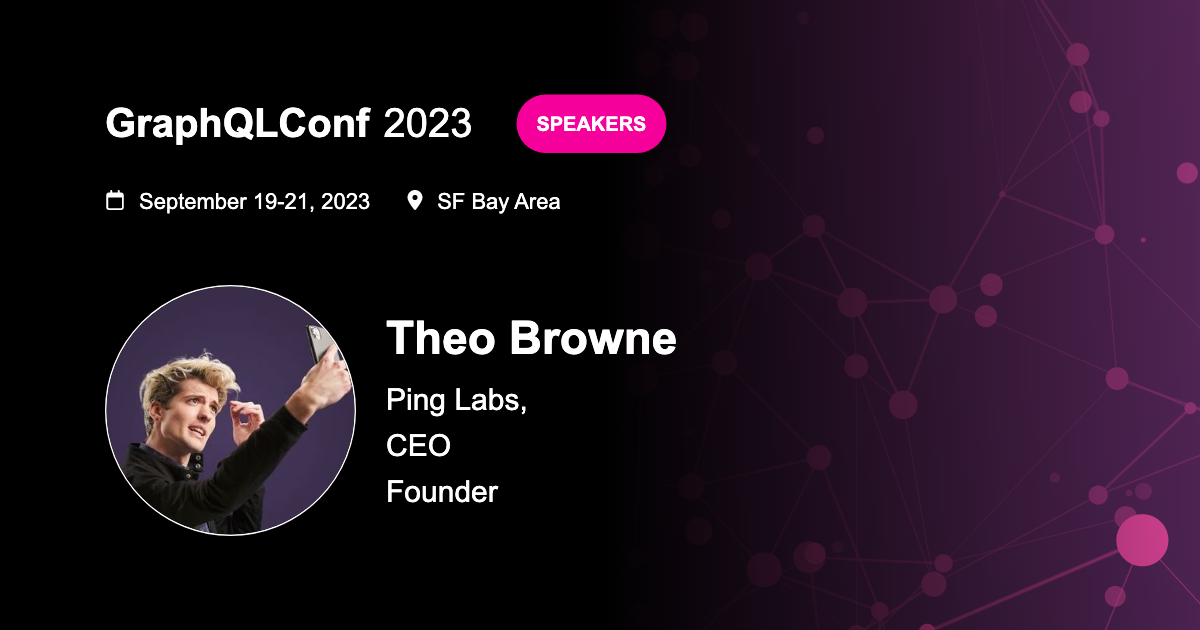 GraphQLConf 2023 SPEAKERS
September 19-21, 2023 SF Bay Area
Theo Browne
Ping Labs,
CEO
Founder